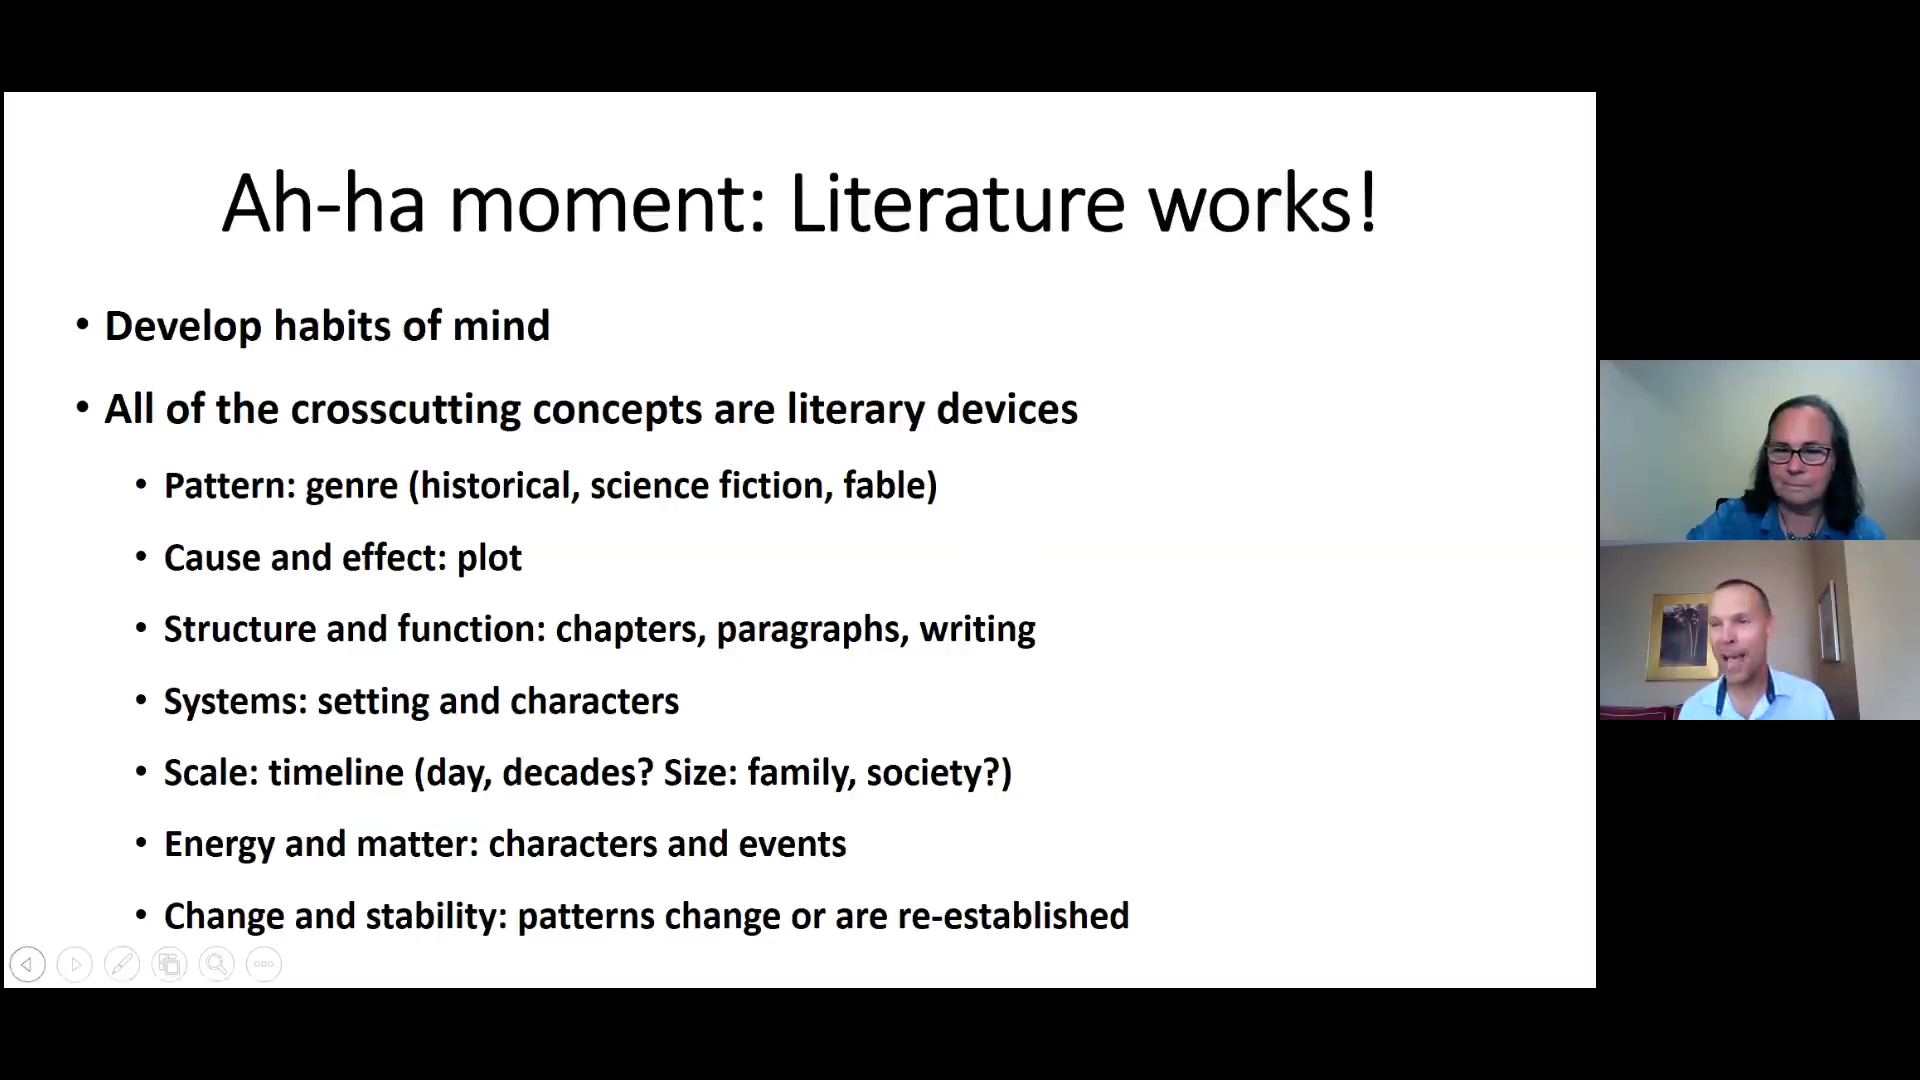 Ah-ha moment: Literature works!
• Develop habits of mind
• All of the crosscutting concepts are literary devices
• Pattern: genre (historical, science fiction, fable)
• Cause and effect: plot
• Structure and function: chapters, paragraphs, writing
• Systems: setting and characters
• Scale: timeline (day, decades? Size: family, society?)
• Energy and matter: characters and events
• Change and stability: patterns change or are re-established